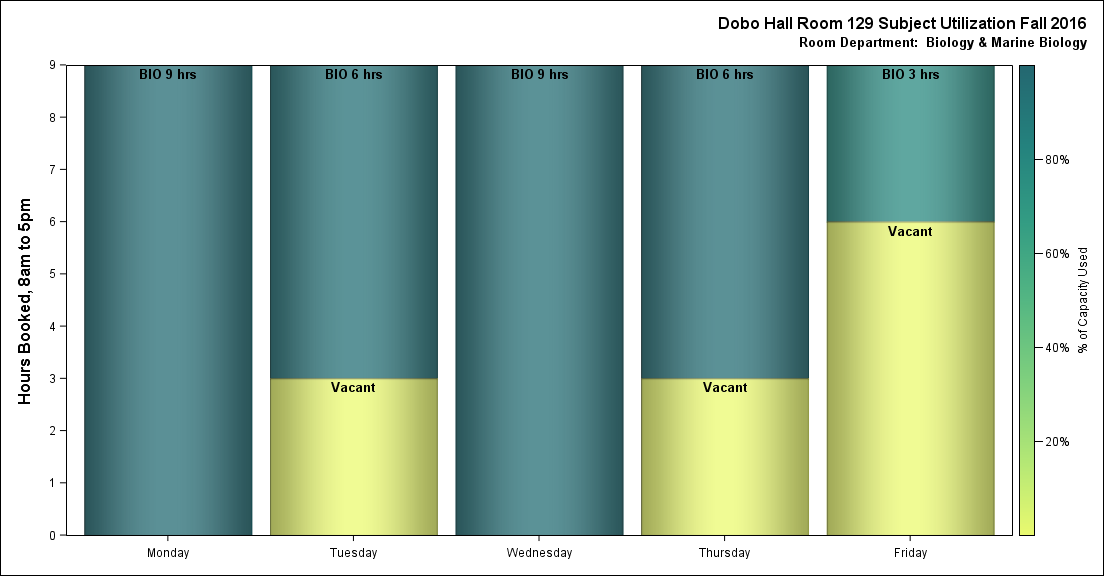 Dobo Hall Room 129 Subject Utilization Fall 2016
Room Department:  Biology & Marine Biology
Hours Booked, 8am to 5pm
9
8
7
6
5
4
3
2
1
0
BIO 9 hrs
BIO 6 hrs
BIO 9 hrs
BIO 6 hrs
BIO 3 hrs
Vacant
Vacant
Vacant
Monday
Tuesday
Wednesday
Thursday
Friday
80%
60%
40%
20%
% of Capacity Used